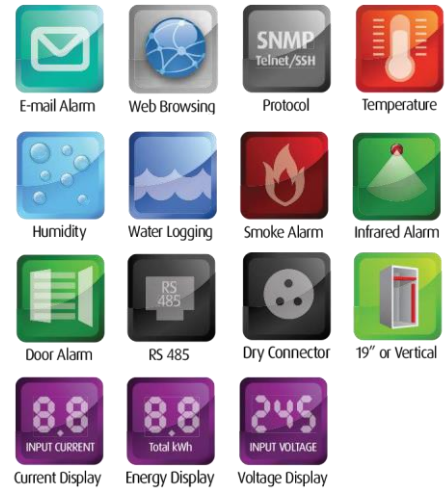 SNMP
Telnet/SSH
E-mail Alarm
Web Browsing
Protocol
Temperature
Humidity
Water Logging
Smoke Alarm
Infrared Alarm
RS
485
Door Alarm
RS 485
Dry Connector
19" or Vertical
8.8
INPUT CURRENT
8.8
Total kWh
245
INPUT VOLTAGE
Current Display
Energy Display
Voltage Display